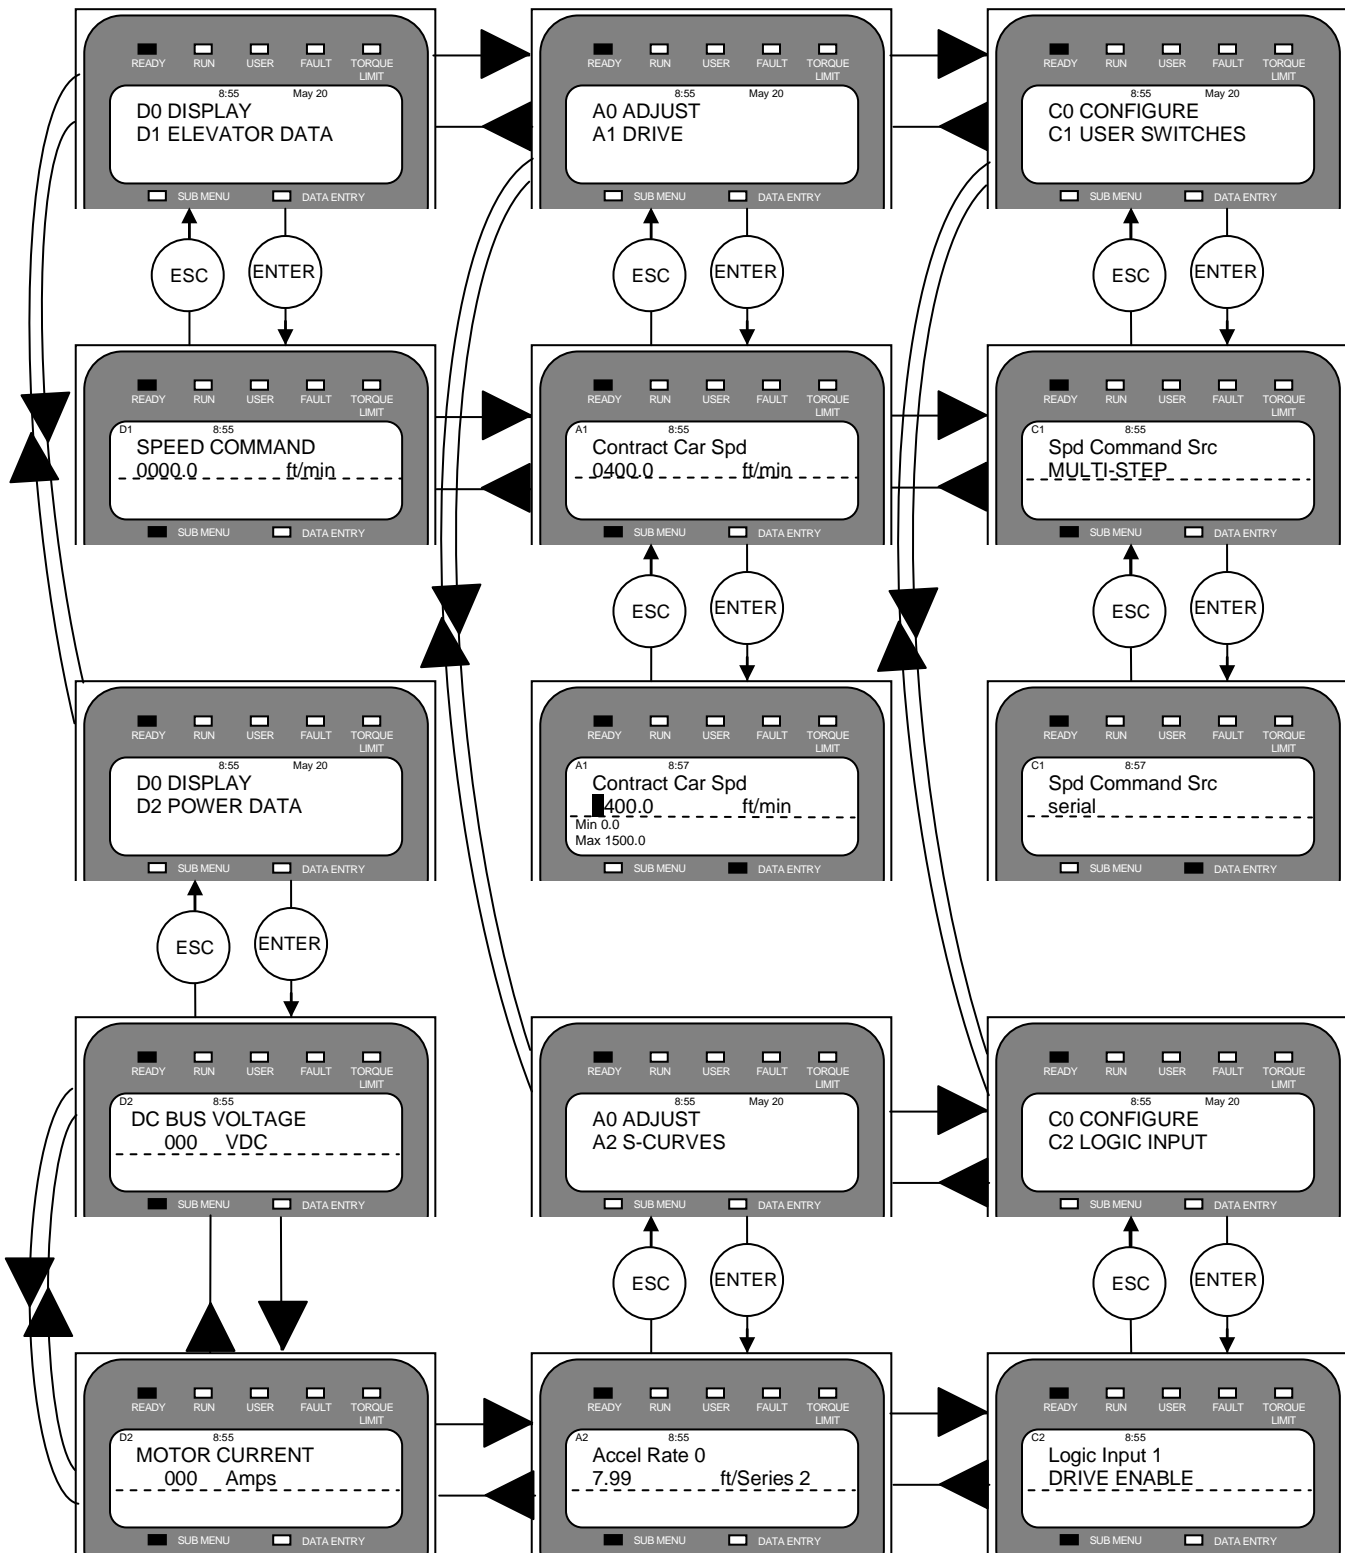 READY RUN USER FAULT TORQUE LIMIT
8:55 May 20
D0 DISPLAY
D1 ELEVATOR DATA
SUB MENU DATA ENTRY
READY RUN USER FAULT TORQUE LIMIT
8:55 May 20
A0 ADJUST
A1 DRIVE
SUB MENU DATA ENTRY
READY RUN USER FAULT TORQUE LIMIT
8:55 May 20
C0 CONFIGURE
C1 USER SWITCHES
SUB MENU DATA ENTRY
ESC ENTER
ESC ENTER
ESC ENTER
READY RUN USER FAULT TORQUE LIMIT
D1 8:55
SPEED COMMAND
0000.0 ft/min
SUB MENU DATA ENTRY
READY RUN USER FAULT TORQUE LIMIT
A1 8:55
Contract Car Spd
0400.0 ft/min
SUB MENU DATA ENTRY
READY RUN USER FAULT TORQUE LIMIT
C1 8:55
Spd Command Src
MULTI-STEP
SUB MENU DATA ENTRY
ESC ENTER
ESC ENTER
READY RUN USER FAULT TORQUE LIMIT
8:55 May 20
D0 DISPLAY
D2 POWER DATA
SUB MENU DATA ENTRY
READY RUN USER FAULT TORQUE LIMIT
A1 8:57
Contract Car Spd
400.0 ft/min
Min 0.0
Max 1500.0
SUB MENU DATA ENTRY
READY RUN USER FAULT TORQUE LIMIT
C1 8:57
Spd Command Src
serial
SUB MENU DATA ENTRY
ESC ENTER
READY RUN USER FAULT TORQUE LIMIT
D2 8:55
DC BUS VOLTAGE
000 VDC
SUB MENU DATA ENTRY
READY RUN USER FAULT TORQUE LIMIT
8:55 May 20
A0 ADJUST
A2 S-CURVES
SUB MENU DATA ENTRY
READY RUN USER FAULT TORQUE LIMIT
8:55 May 20
C0 CONFIGURE
C2 LOGIC INPUT
SUB MENU DATA ENTRY
ESC ENTER
ESC ENTER
READY RUN USER FAULT TORQUE LIMIT
D2 8:55
MOTOR CURRENT
000 Amps
SUB MENU DATA ENTRY
READY RUN USER FAULT TORQUE LIMIT
A2 8:55
Accel Rate 0
7.99 ft/Series 2
SUB MENU DATA ENTRY
READY RUN USER FAULT TORQUE LIMIT
C2 8:55
Logic Input 1
DRIVE ENABLE
SUB MENU DATA ENTRY